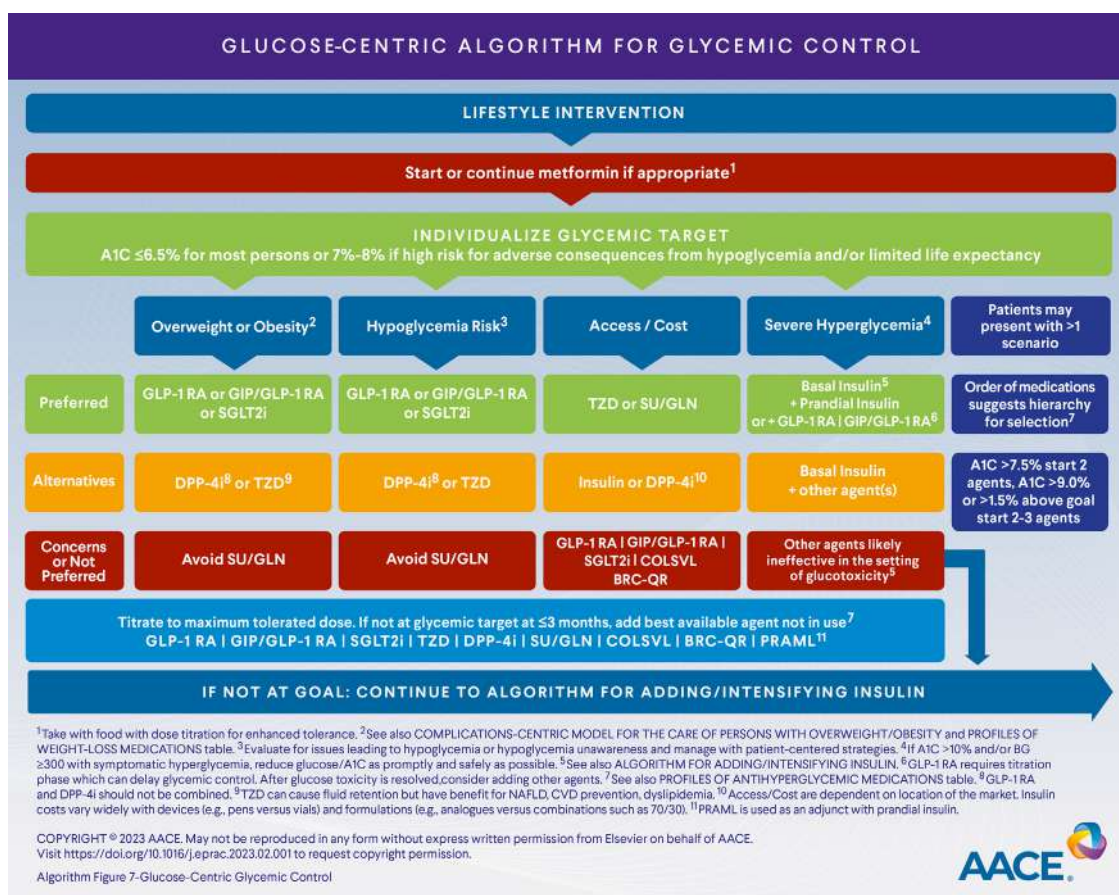 GLUCOSE-CENTRIC ALGORITHM FOR GLYCEMIC CONTROL
LIFESTYLE INTERVENTION
Start or continue metformin if appropriate¹
INDIVIDUALIZE GLYCEMIC TARGET
A1C ≤6.5% for most persons or 7%-8% if high risk for adverse consequences from hypoglycemia and/or limited life expectancy
Overweight or Obesity²
Hypoglycemia Risk³
Access / Cost
Severe Hyperglycemia⁴
Patients may
present with >1
scenario
Preferred
GLP-1 RA or GIP/GLP-1 RA
or SGLT2i
GLP-1 RA or GIP/GLP-1 RA
or SGLT2i
TZD or SU/GLN
Basal Insulin⁵
+ Prandial Insulin
or + GLP-1 RA | GIP/GLP-1 RA⁶
Order of medications
suggests hierarchy
for selection⁷
Alternatives
DPP-4i⁸ or TZD⁹
DPP-4i⁸ or TZD
Insulin or DPP-4i¹⁰
Basal Insulin
+ other agent(s)
A1C >7.5% start 2
agents, A1C >9.0%
or >1.5% above goal
start 2-3 agents
Concerns
or Not
Preferred
Avoid SU/GLN
Avoid SU/GLN
GLP-1 RA | GIP/GLP-1 RA |
SGLT2i | COLSVL
BRC-QR
Other agents likely
ineffective in the setting
of glucotoxicity⁵
Titrate to maximum tolerated dose. If not at glycemic target at ≤3 months, add best available agent not in use⁷
GLP-1 RA | GIP/GLP-1 RA | SGLT2i | TZD | DPP-4i | SU/GLN | COLSVL | BRC-QR | PRAML¹¹
IF NOT AT GOAL: CONTINUE TO ALGORITHM FOR ADDING/INTENSIFYING INSULIN
¹Take with food with dose titration for enhanced tolerance. ²See also COMPLICATIONS-CENTRIC MODEL FOR THE CARE OF PERSONS WITH OVERWEIGHT/OBESITY and PROFILES OF
WEIGHT-LOSS MEDICATIONS table. ³Evaluate for issues leading to hypoglycemia or hypoglycemia unawareness and manage with patient-centered strategies. ⁴If A1C >10% and/or BG
≥300 with symptomatic hyperglycemia, reduce glucose/A1C as promptly and safely as possible. ⁵See also ALGORITHM FOR ADDING/INTENSIFYING INSULIN. ⁶GLP-1 RA requires titration
phase which can delay glycemic control. After glucose toxicity is resolved,consider adding other agents. ⁷See also PROFILES OF ANTIHYPERGLYCEMIC MEDICATIONS table. ⁸GLP-1 RA
and DPP-4i should not be combined. ⁹TZD can cause fluid retention but have benefit for NAFLD, CVD prevention, dyslipidemia. ¹⁰Access/Cost are dependent on location of the market. Insulin
costs vary widely with devices (e.g., pens versus vials) and formulations (e.g., analogues versus combinations such as 70/30). ¹¹PRAML is used as an adjunct with prandial insulin.
COPYRIGHT © 2023 AACE. May not be reproduced in any form without express written permission from Elsevier on behalf of AACE.
Visit https://doi.org/10.1016/j.eprac.2023.02.001 to request copyright permission.
Algorithm Figure 7-Glucose-Centric Glycemic Control
AACE.